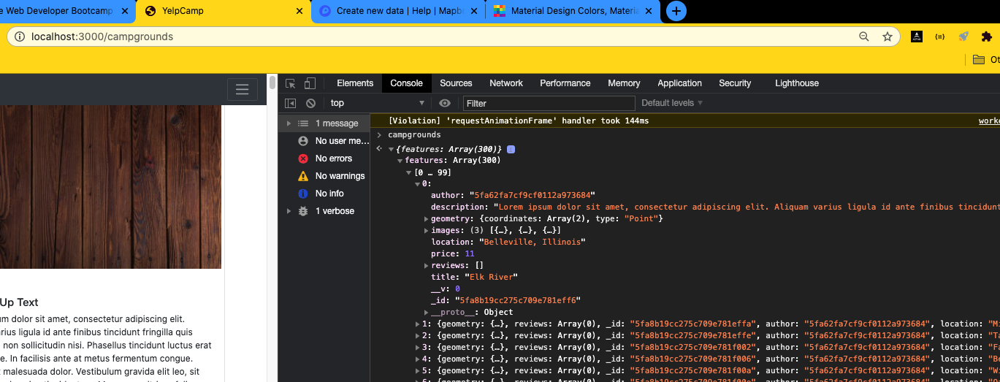 e Web Developer Bootcamp
YelpCamp
Create new data | Help | Mapb
Material Design Colors, Materia
localhost:3000/campgrounds
Ot
Elements Console Sources Network Performance Memory Application Security Lighthouse
top Filter Default levels
1 message
No user me...
No errors
No warnings
No info
1 verbose
[Violation] 'requestAnimationFrame' handler took 144ms worke
campgrounds
{features: Array(300)}
features: Array(300)
[0 … 99]
0:
author: "5fa62fa7cf9cf0112a973684"
description: "Lorem ipsum dolor sit amet, consectetur adipiscing elit. Aliquam varius ligula id ante finibus tincidunt
geometry: {coordinates: Array(2), type: "Point"}
images: (3) [{…}, {…}, {…}]
location: "Belleville, Illinois"
price: 11
reviews: []
title: "Elk River"
__v: 0
_id: "5fa8b19cc275c709e781eff6"
__proto__: Object
1: {geometry: {…}, reviews: Array(0), _id: "5fa8b19cc275c709e781effa", author: "5fa62fa7cf9cf0112a973684", location: "Mi
2: {geometry: {…}, reviews: Array(0), _id: "5fa8b19cc275c709e781effe", author: "5fa62fa7cf9cf0112a973684", location: "Ta
3: {geometry: {…}, reviews: Array(0), _id: "5fa8b19cc275c709e781f002", author: "5fa62fa7cf9cf0112a973684", location: "Fa
4: {geometry: {…}, reviews: Array(0), _id: "5fa8b19cc275c709e781f006", author: "5fa62fa7cf9cf0112a973684", location: "Bo
5: {geometry: {…}, reviews: Array(0), _id: "5fa8b19cc275c709e781f00a", author: "5fa62fa7cf9cf0112a973684", location: "W
Up Text
m dolor sit amet, consectetur adipiscing elit.
rius ligula id ante finibus tincidunt fringilla quis
non sollicitudin nisi. Phasellus tincidunt luctus erat
e. In facilisis ante at metus fermentum congue.
malesuada dolor. Vestibulum gravida elit leo, sit